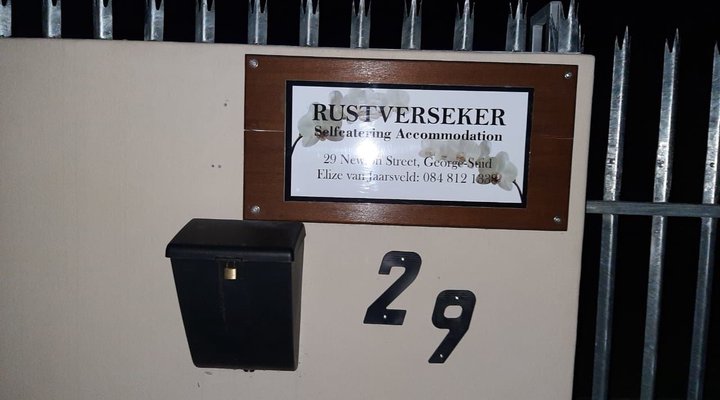 RUSTVERSEKER
Selfcatering Accommodation
29 Street, George-Suid
Elize van Jaarsveld: 084 812
29